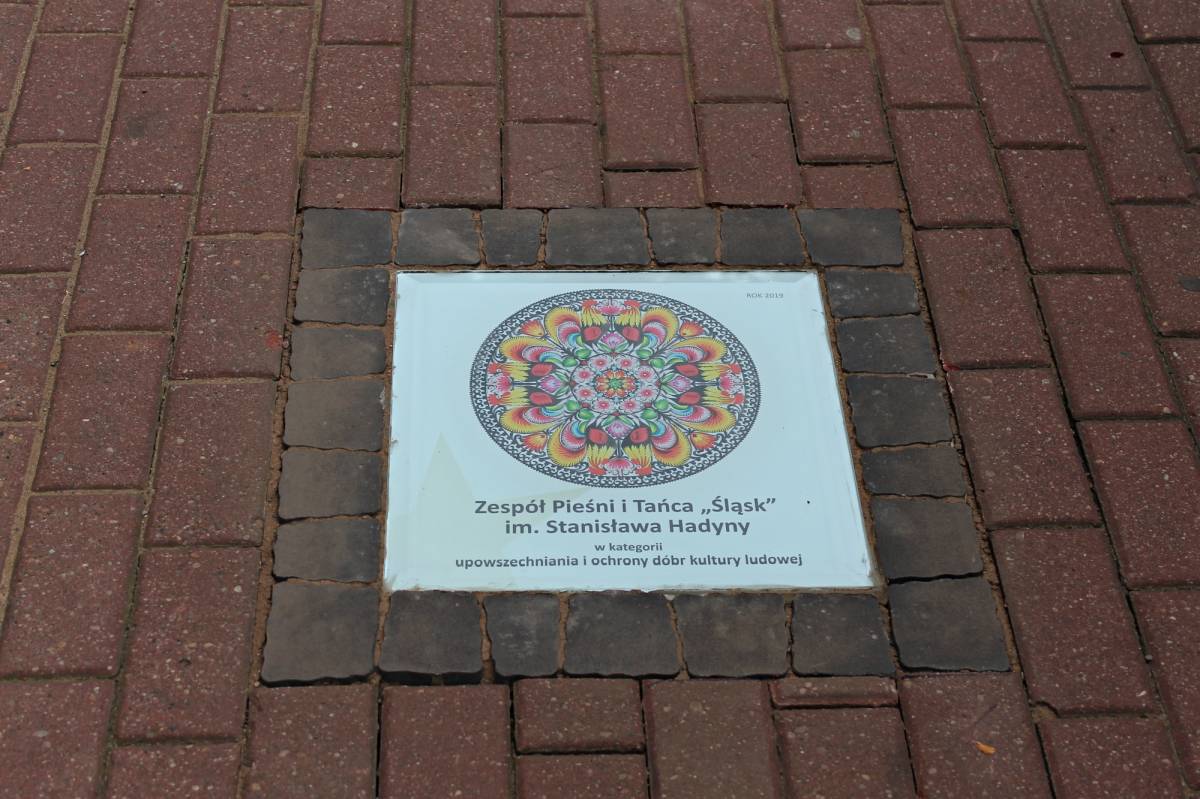 ROK 2019
Zespół Pieśni i Tańca „Śląsk”
im. Stanisława Hadyny
w kategorii
upowszechniania i ochrony dóbr kultury ludowej